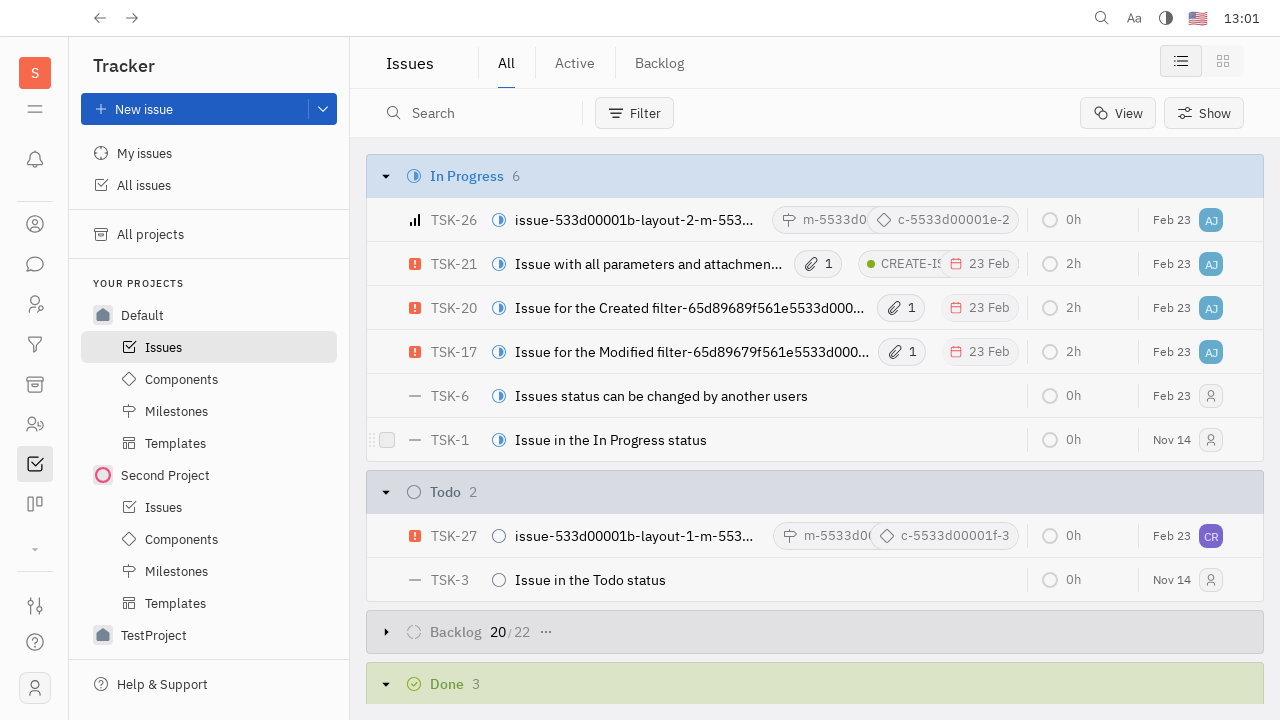 Aa
13:01
S
Tracker
New issue
My issues
All issues
All projects
YOUR PROJECTS
Default
Issues
Components
Milestones
Templates
Second Project
Issues
Components
Milestones
Templates
TestProject
Help & Support
Issues
All
Active
Backlog
Search
Filter
View
Show
In Progress 6
TSK-26 issue-533d00001b-layout-2-m-553... m-5533d0 c-5533d00001e-2 0h Feb 23 AJ
TSK-21 Issue with all parameters and attachmen... 1 CREATE-IS 23 Feb 2h Feb 23 AJ
TSK-20 Issue for the Created filter-65d89689f561e5533d000... 1 23 Feb 2h Feb 23 AJ
TSK-17 Issue for the Modified filter-65d89679f561e5533d000... 1 23 Feb 2h Feb 23 AJ
TSK-6 Issues status can be changed by another users 0h Feb 23
TSK-1 Issue in the In Progress status 0h Nov 14
Todo 2
TSK-27 issue-533d00001b-layout-1-m-553... m-5533d0 c-5533d00001f-3 0h Feb 23 CR
TSK-3 Issue in the Todo status 0h Nov 14
Backlog 20 / 22 ...
Done 3